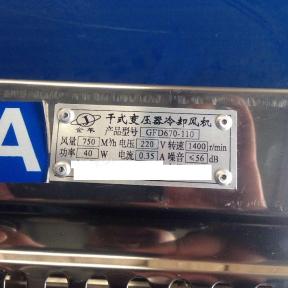 A
干式变压器冷却风机
产品型号 GFD670-110
风量 750 M³/h 电压 220 V 转速 1400 r/min
功率 40 W 电流 0.35 A 噪音 ≤56 dB